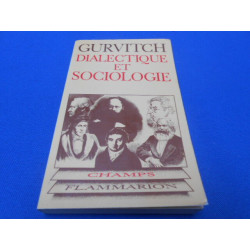 GURVITCH
DIALECTIQUE
ET
SOCIOLOGIE
CHAMPS
FLAMMARION